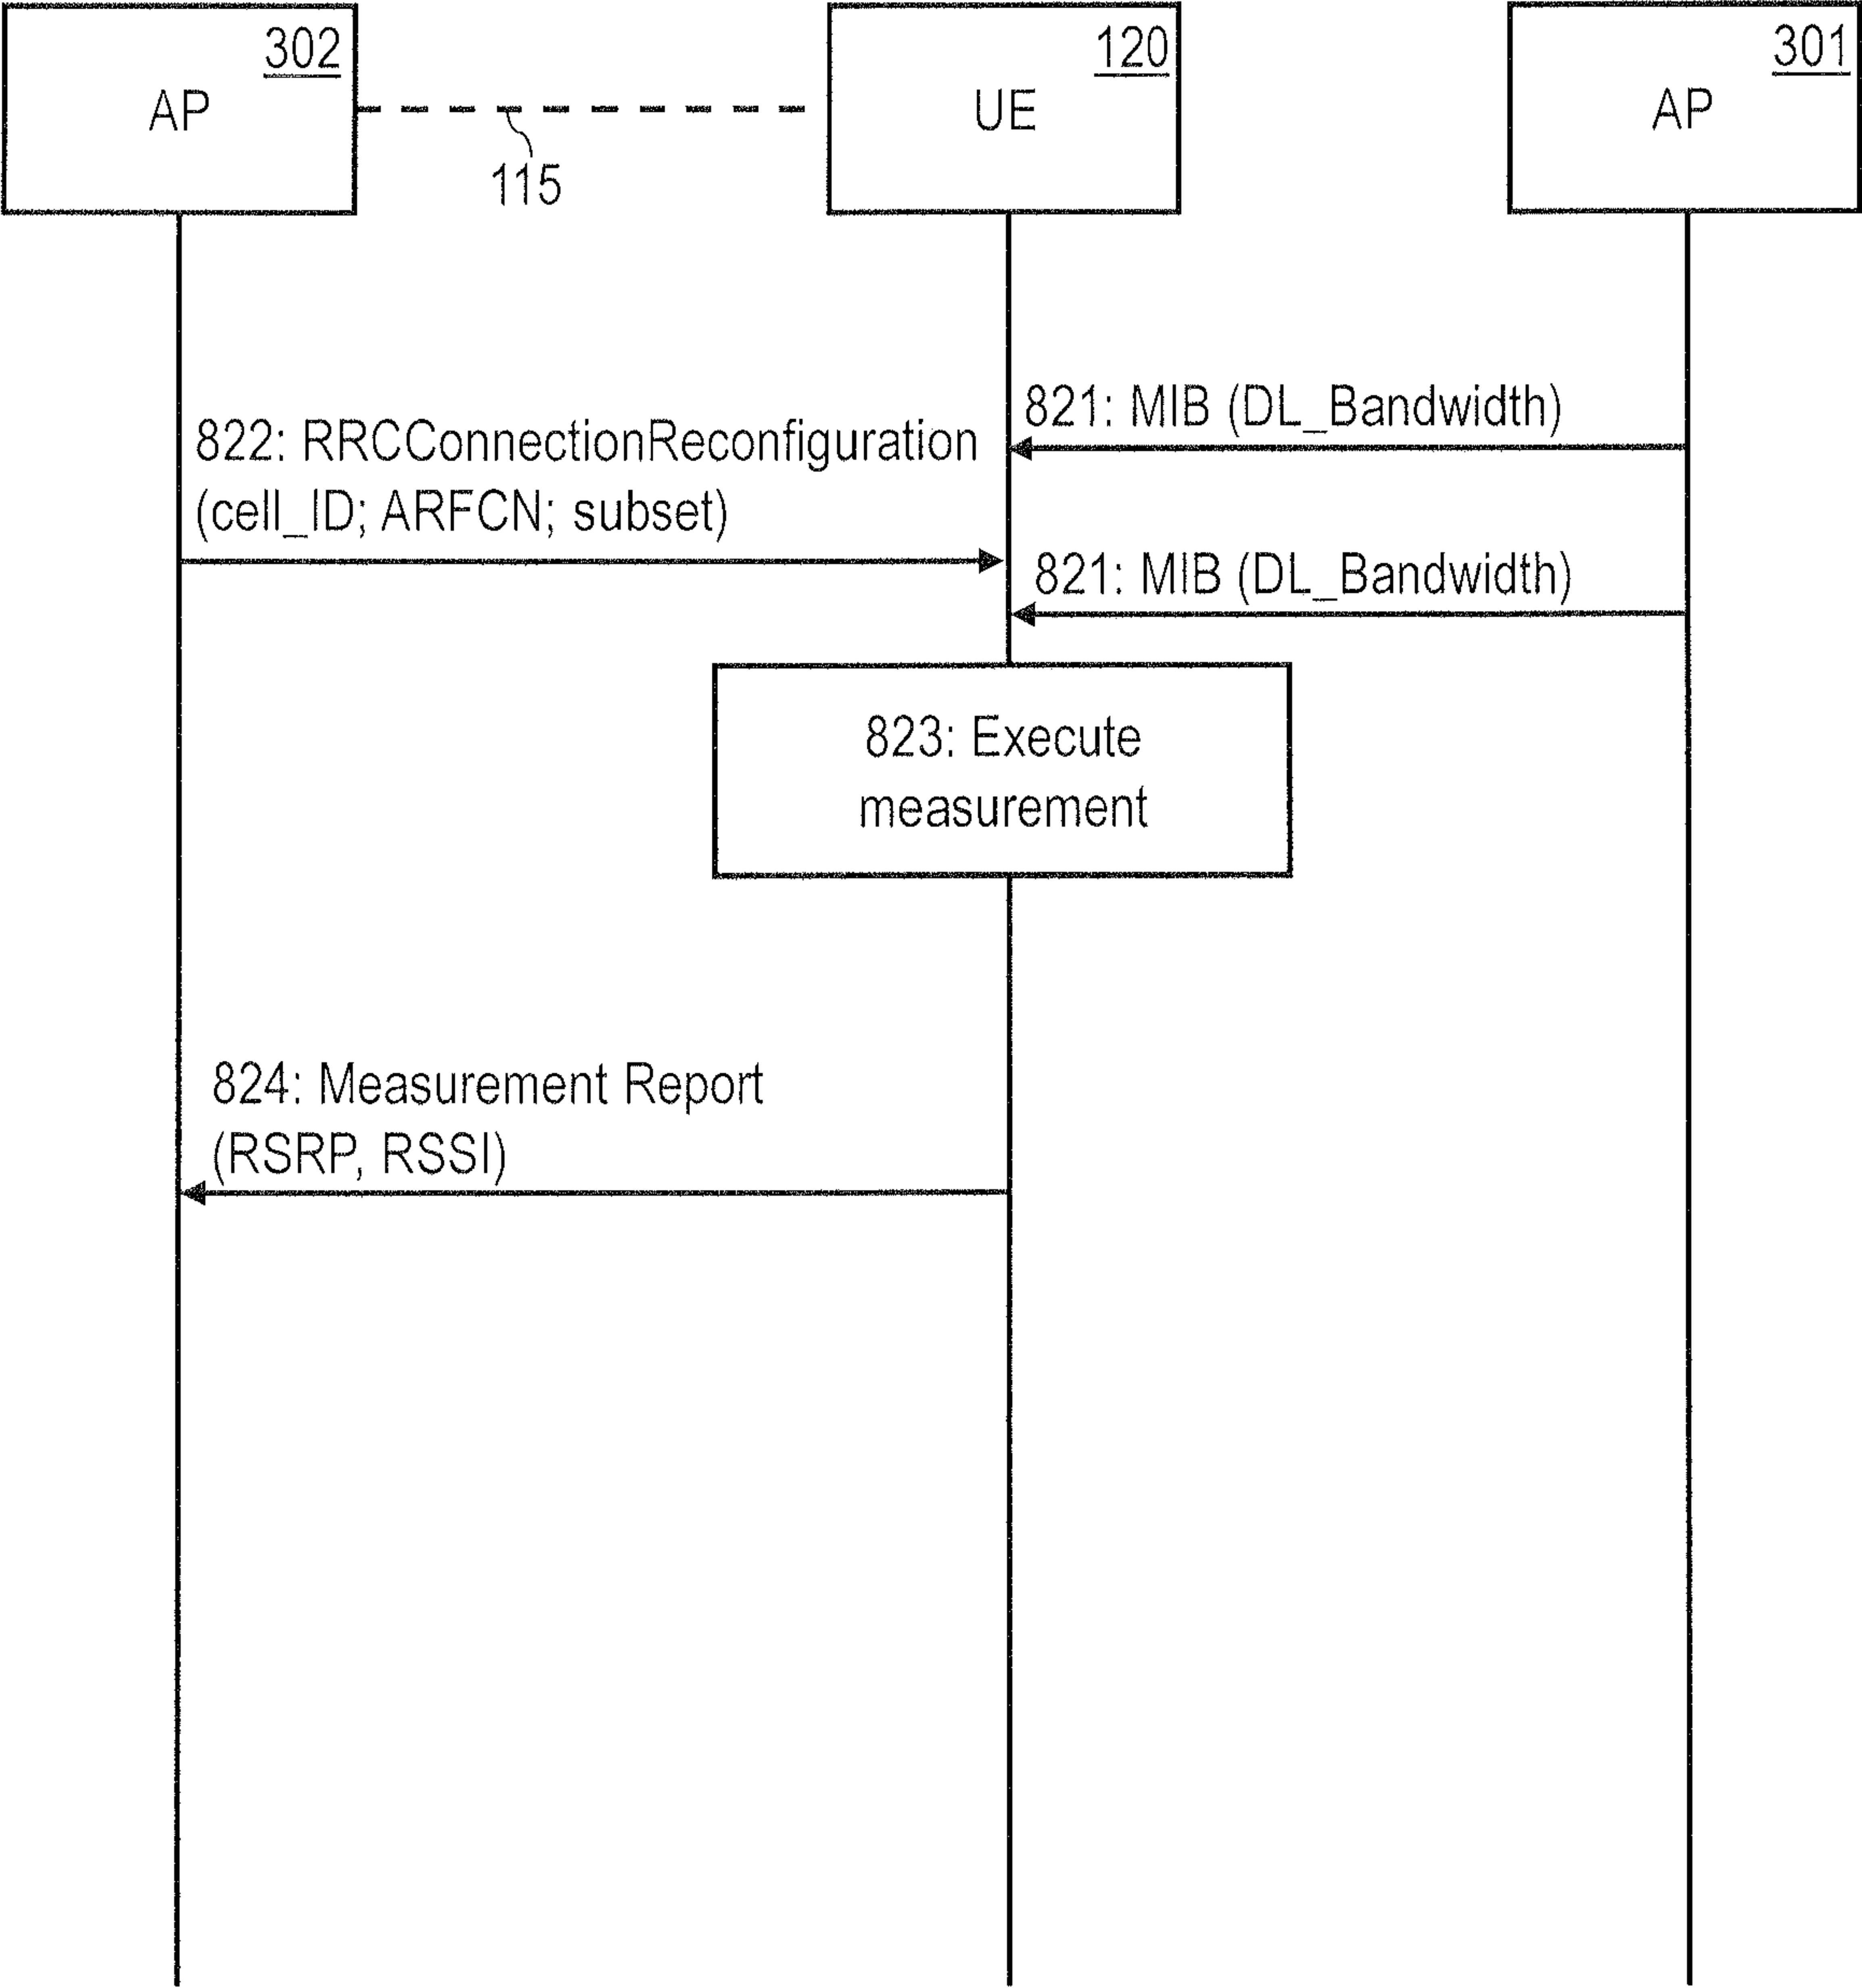 302
AP
120
UE
301
AP
115
821: MIB (DL_Bandwidth)
822: RRCConnectionReconfiguration
(cell_ID; ARFCN; subset)
821: MIB (DL_Bandwidth)
823: Execute
measurement
824: Measurement Report
(RSRP, RSSI)